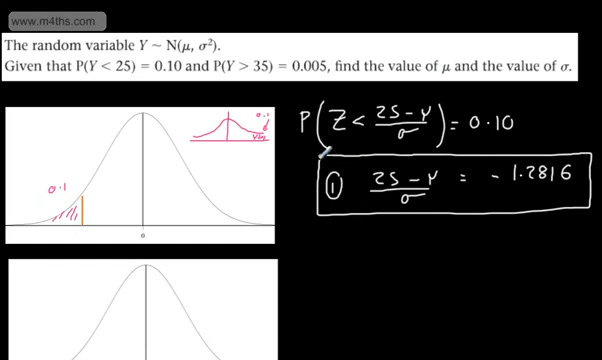 www.m4ths.com
The random variable Y ~ N(μ, σ²).
Given that P(Y < 25) = 0.10 and P(Y > 35) = 0.005, find the value of μ and the value of σ.
0.1
0.1
0
P(Z < (25 - μ)/σ) = 0.10
① (25 - μ)/σ = - 1.2816